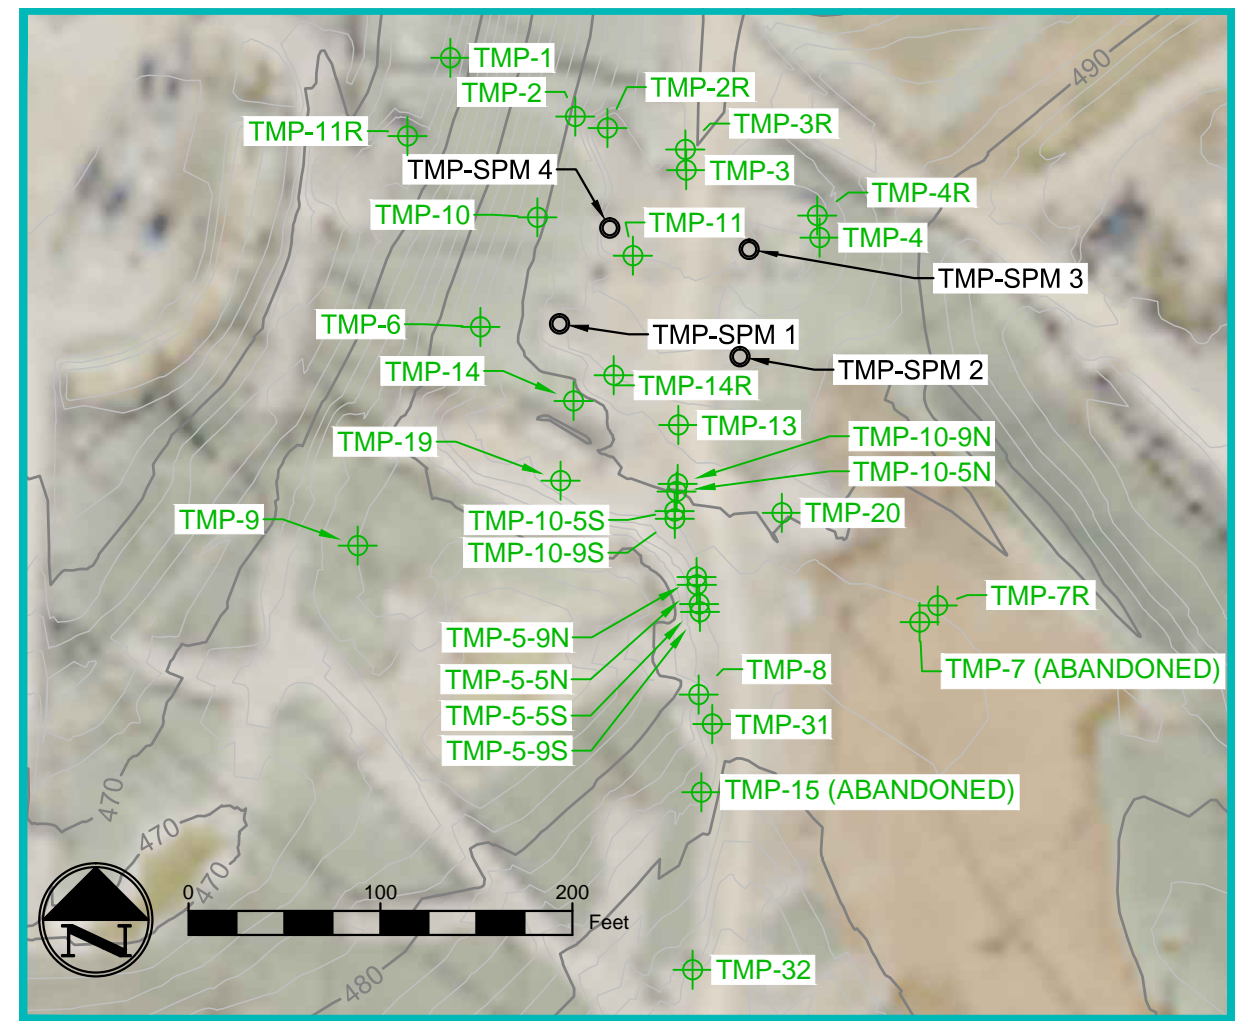 TMP-1
TMP-2
TMP-2R
TMP-3R
TMP-11R
490
TMP-SPM 4
TMP-3
TMP-4R
TMP-10
TMP-11
TMP-4
TMP-SPM 3
TMP-6
TMP-SPM 1
TMP-14
TMP-SPM 2
TMP-14R
TMP-13
TMP-19
TMP-10-9N
TMP-10-5N
TMP-9
TMP-10-5S
TMP-20
TMP-10-9S
TMP-7R
TMP-5-9N
TMP-8
TMP-7 (ABANDONED)
TMP-5-5N
TMP-5-5S
TMP-31
TMP-5-9S
TMP-15 (ABANDONED)
470
470
470
0 100 200
Feet
N
TMP-32
480